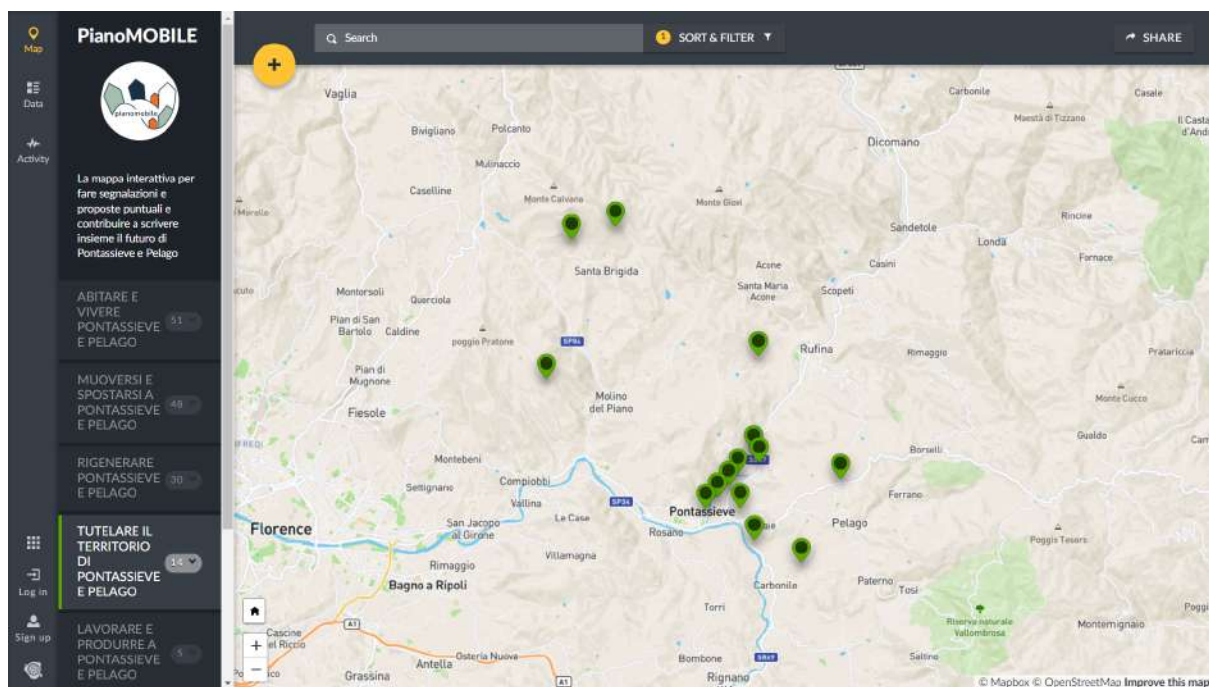 Map
Data
Activity
Log in
Sign up
PianoMOBILE
pianomobile
La mappa interattiva per
fare segnalazioni e
proposte puntuali e
contribuire a scrivere
insieme il futuro di
Pontassieve e Pelago
ABITARE E
VIVERE
PONTASSIEVE 51
E PELAGO
MUOVERSI E
SPOSTARSI A
PONTASSIEVE
E PELAGO
RIGENERARE
PONTASSIEVE 30
E PELAGO
TUTELARE IL
TERRITORIO
DI
PONTASSIEVE 14
E PELAGO
LAVORARE E
PRODURRE A
PONTASSIEVE 5
E PELAGO
+
Search
1 SORT & FILTER
SHARE
Vaglia
Carbonile
Casale
Maestà di Tizzano
Il Casta
d'And
Bivigliano
Polcanto
Dicomano
Mulinaccio
Caselline
Monte Calvana
Monte Giovi
Morello
Rincine
Sandetole
Londa
Fornace
Santa Brigida
Acone
Casini
Santa Maria
Acone
Scopeti
Montorsoli
Querciola
Pian di San
Bartolo
Caldine
poggio Pratone
SP84
Rufina
Rimaggio
Pratariccia
Pian di
Mugnone
Molino
del Piano
Monte Cucco
Fiesole
Gualdo
Borselli
Montebeni
Settignano
Compiobbi
Vallina
SP34
Ferrano
Le Case
Pontassieve
Florence
San Jacopo
al Girone
Rosano
Pelago
Poggio Tesoro
Villamagna
Rimaggio
Bagno a Ripoli
Carbonile
Paterno
Tosi
Torri
Riserva naturale
Vallombrosa
Montemignaio
Poggi
A1
Cascine
del Riccio
Osteria Nuova
Antella
Bombone
SR69
Saltino
Grassina
A1
Rignano
+
−
© Mapbox © OpenStreetMap Improve this map